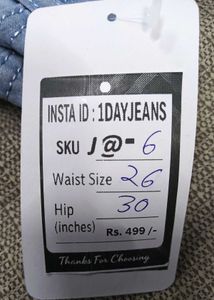 INSTA ID : 1DAYJEANS
SKU J@-6
Waist Size 26
Hip 30
(inches) Rs. 499 /-
Thanks For Choosing